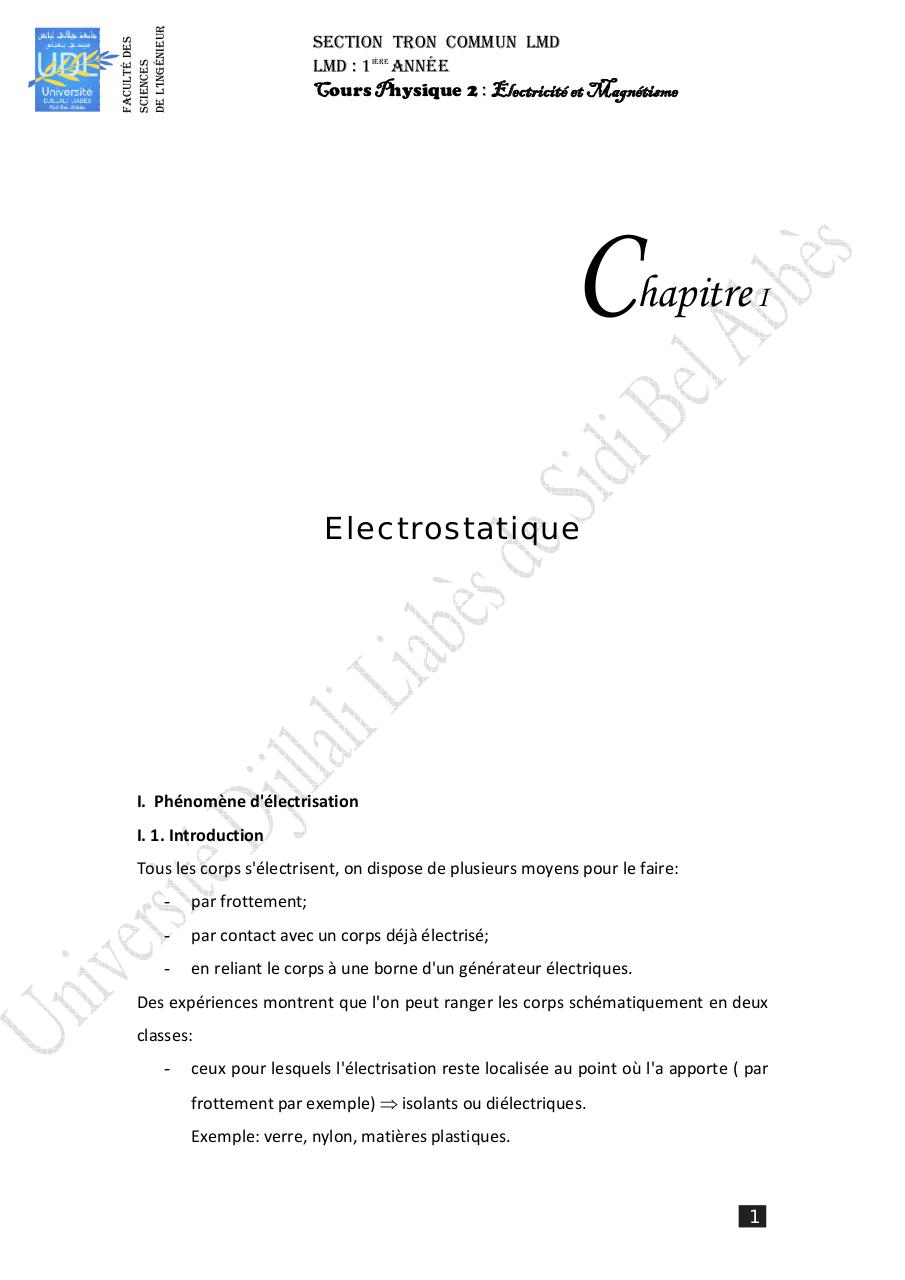 جامعة جيلالي ليابس
سيدي بلعباس
UDL
Université
DJILLALI LIABES
Sidi Bel Abbès
FACULTÉ DES
SCIENCES
DE L'INGÉNIEUR
SECTION TRON COMMUN LMD
LMD : 1IÈRE ANNÉE
Cours Physique 2 : Electricité et Magnétisme
Chapitre I
Electrostatique
Université Djillali Liabès de Sidi Bel Abbès
I. Phénomène d'électrisation
I. 1. Introduction
Tous les corps s'électrisent, on dispose de plusieurs moyens pour le faire:
- par frottement;
- par contact avec un corps déjà électrisé;
- en reliant le corps à une borne d'un générateur électriques.
Des expériences montrent que l'on peut ranger les corps schématiquement en deux
classes:
- ceux pour lesquels l'électrisation reste localisée au point où l'a apporte ( par
frottement par exemple) ⇒ isolants ou diélectriques.
Exemple: verre, nylon, matières plastiques.
1